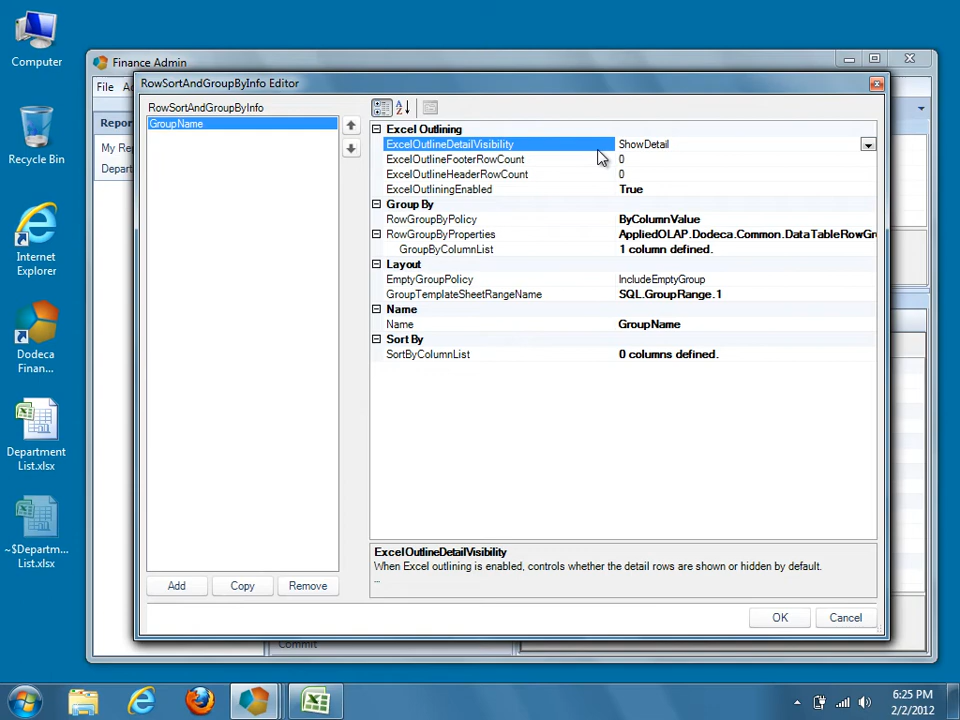 Computer
Recycle Bin
Internet
Explorer
Dodeca
Finan...
Department
List.xlsx
~$Departm...
List.xlsx
Finance Admin
File
Repor
My Re
Depart
RowSortAndGroupByInfo Editor
RowSortAndGroupByInfo
GroupName
Excel Outlining
ExcelOutlineDetailVisibility ShowDetail
ExcelOutlineFooterRowCount 0
ExcelOutlineHeaderRowCount 0
ExcelOutliningEnabled True
Group By
RowGroupByPolicy ByColumnValue
RowGroupByProperties AppliedOLAP.Dodeca.Common.DataTableRowGr
GroupByColumnList 1 column defined.
Layout
EmptyGroupPolicy IncludeEmptyGroup
GroupTemplateSheetRangeName SQL.GroupRange.1
Name
Name GroupName
Sort By
SortByColumnList 0 columns defined.
ExcelOutlineDetailVisibility
When Excel outlining is enabled, controls whether the detail rows are shown or hidden by default.
...
Add Copy Remove
OK Cancel
Commit
6:25 PM
2/2/2012